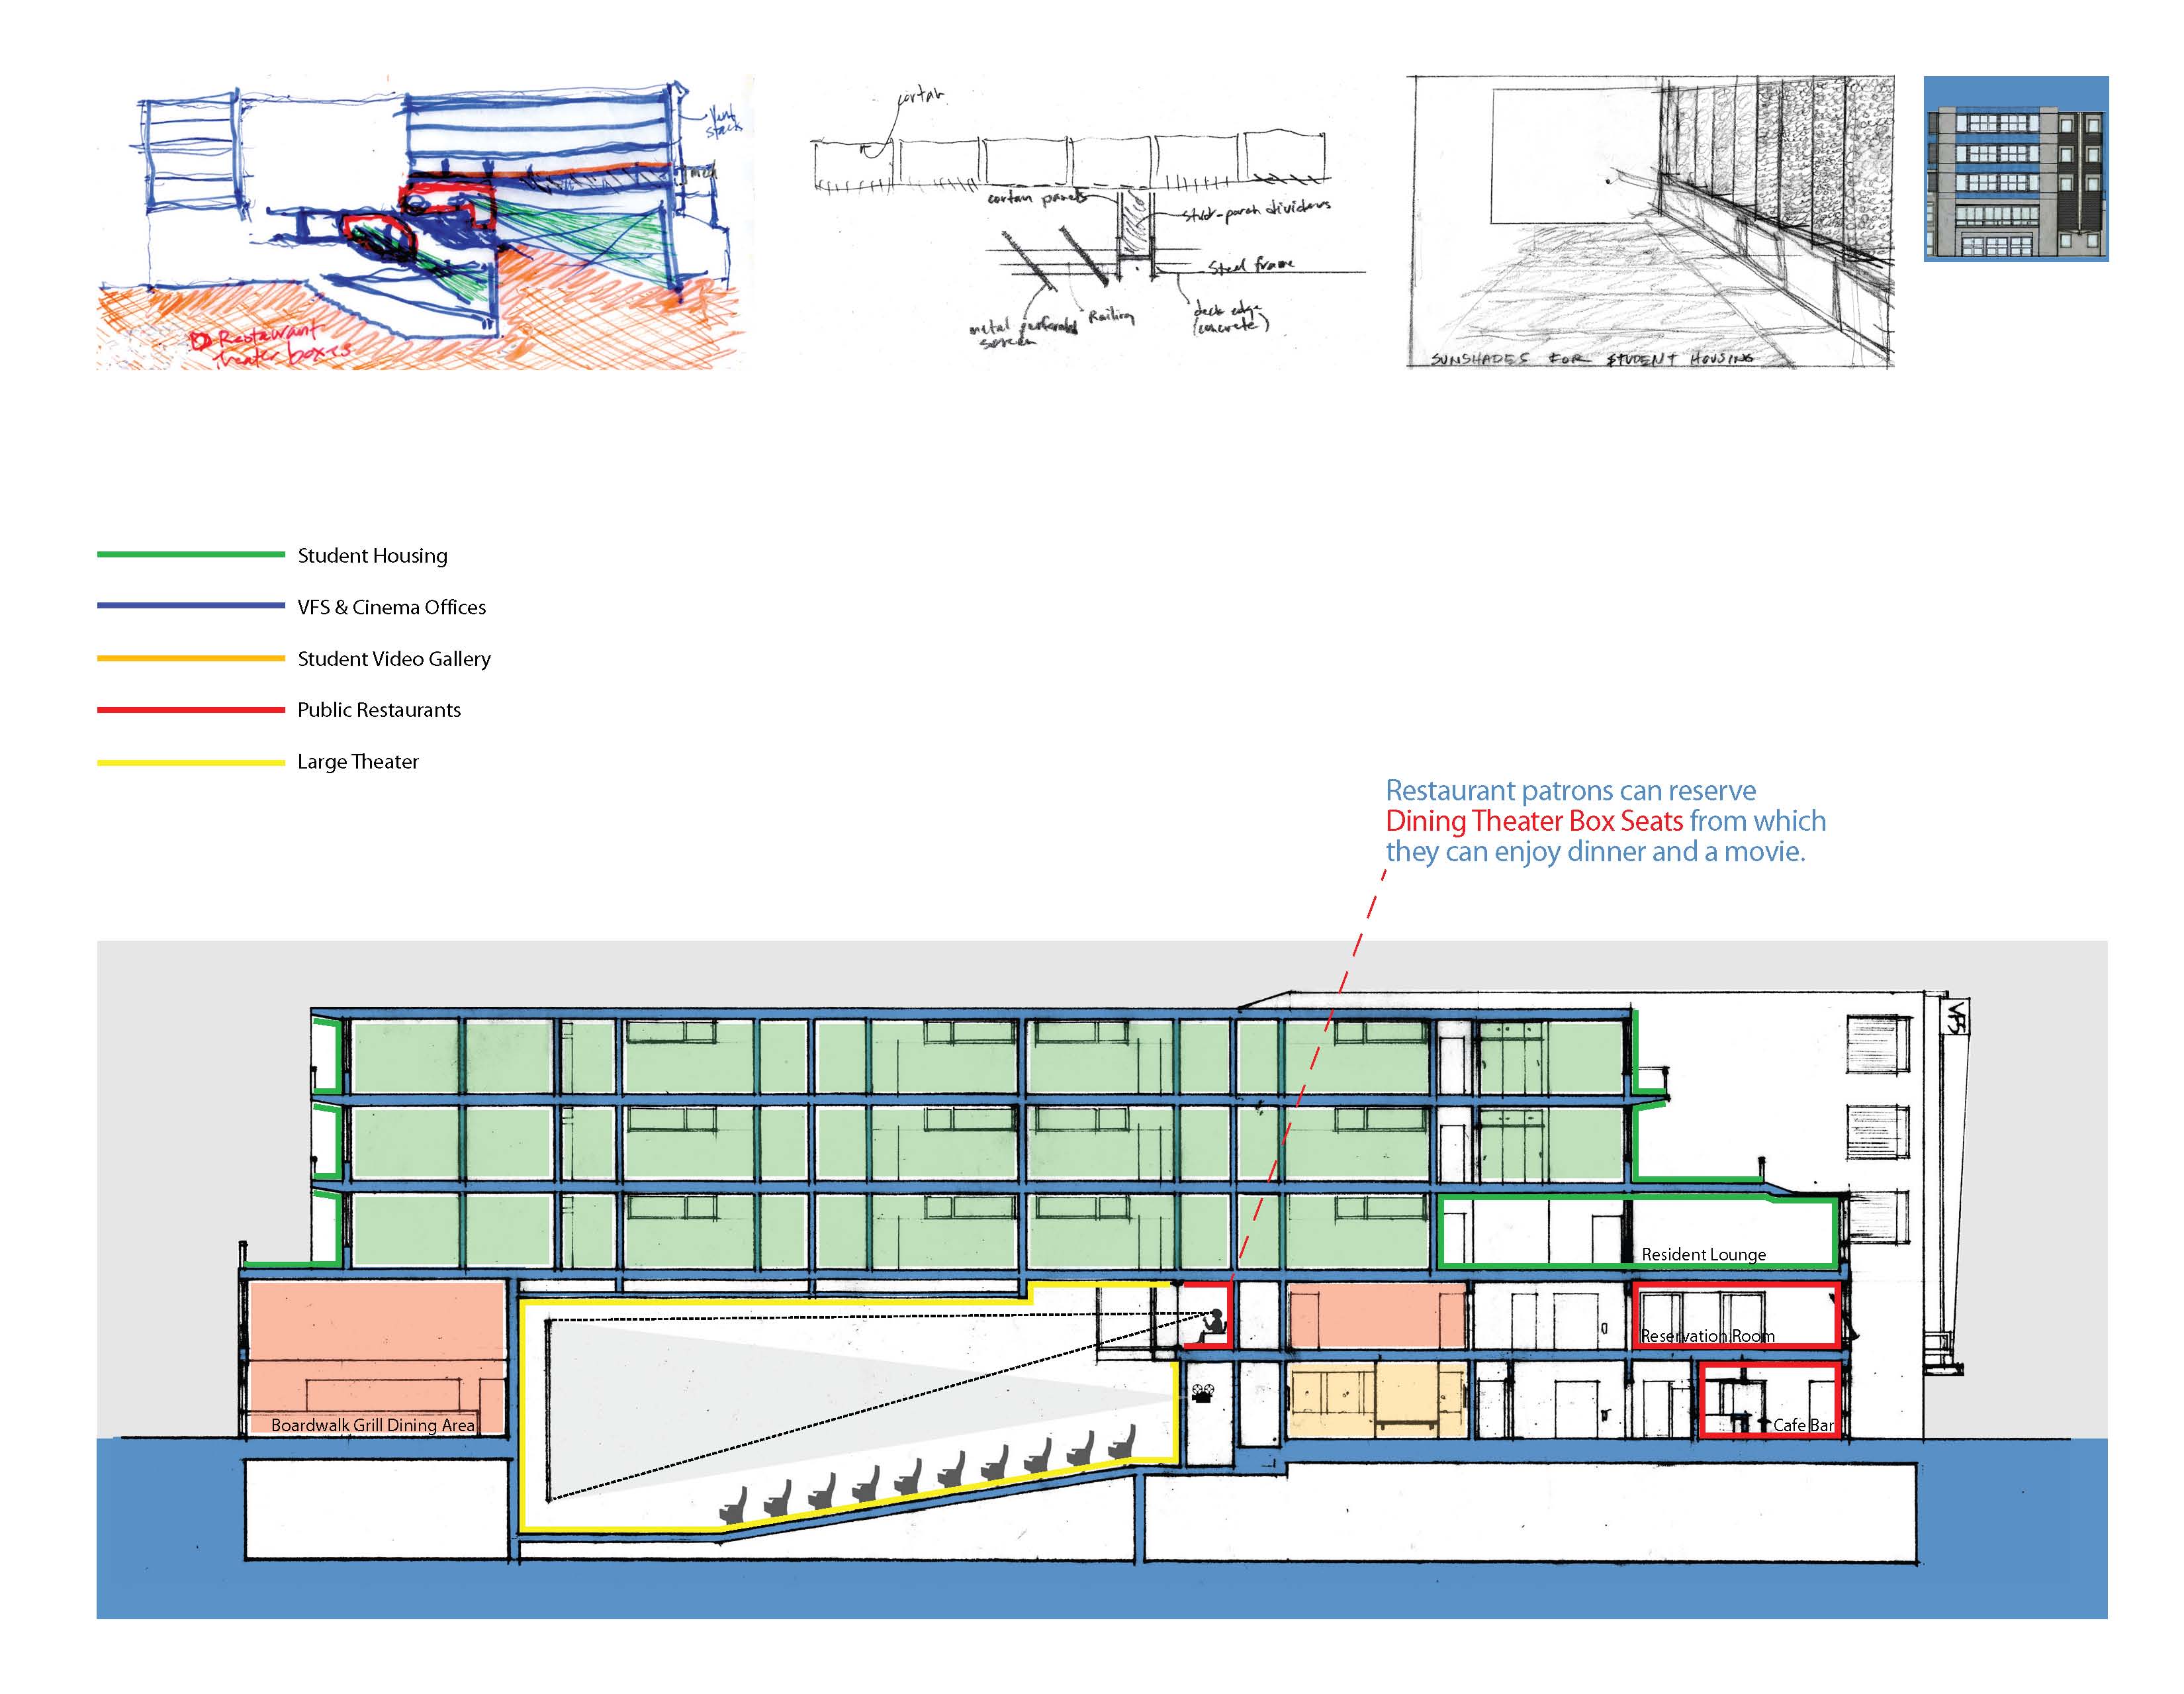 Vent
stack
mech
Restaurant
theater boxes
curtain
curtain panels
steel frame
metal perforated
screen
Railing
deck edge
(concrete)
SUNSHADES FOR STUDENT HOUSING
Student Housing
VFS & Cinema Offices
Student Video Gallery
Public Restaurants
Large Theater
Restaurant patrons can reserve
Dining Theater Box Seats from which
they can enjoy dinner and a movie.
VFS
Resident Lounge
Reservation Room
Boardwalk Grill Dining Area
Cafe Bar